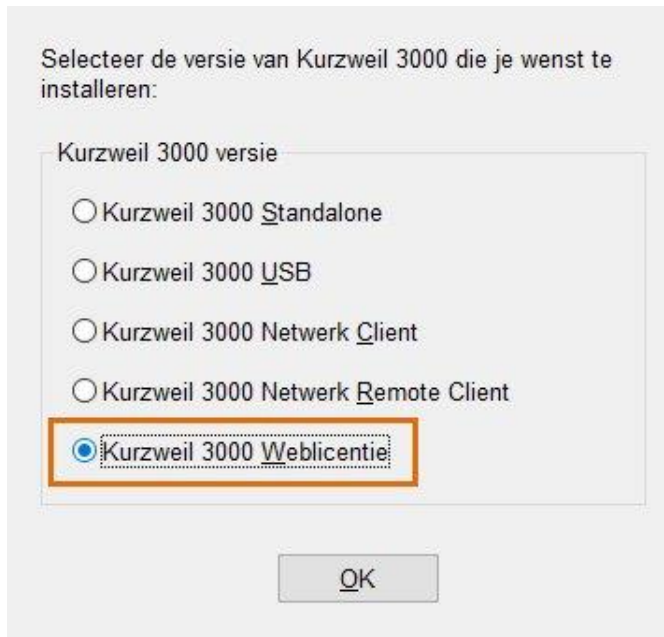 Selecteer de versie van Kurzweil 3000 die je wenst te
installeren:
Kurzweil 3000 versie
Kurzweil 3000 Standalone
Kurzweil 3000 USB
Kurzweil 3000 Netwerk Client
Kurzweil 3000 Netwerk Remote Client
Kurzweil 3000 Weblicentie
OK